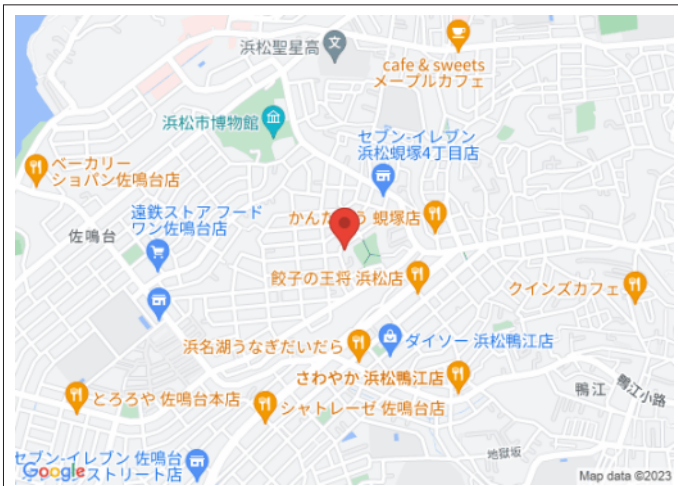 浜松聖星高
cafe & sweets
メープルカフェ
浜松市博物館
セブン-イレブン
浜松蜆塚4丁目店
ベーカリー
ショパン佐鳴台店
遠鉄ストア フード
ワン佐鳴台店
佐鳴台
蜆塚店
餃子の王将 浜松店
クインズカフェ
浜名湖うなぎだいだら
ダイソー 浜松鴨江店
さわやか 浜松鴨江店
鴨江
鴨江小路
とろろや 佐鳴台本店
シャトレーゼ 佐鳴台店
地獄坂
セブン-イレブン 佐鳴台
ストリート店
Google
Map data ©2023